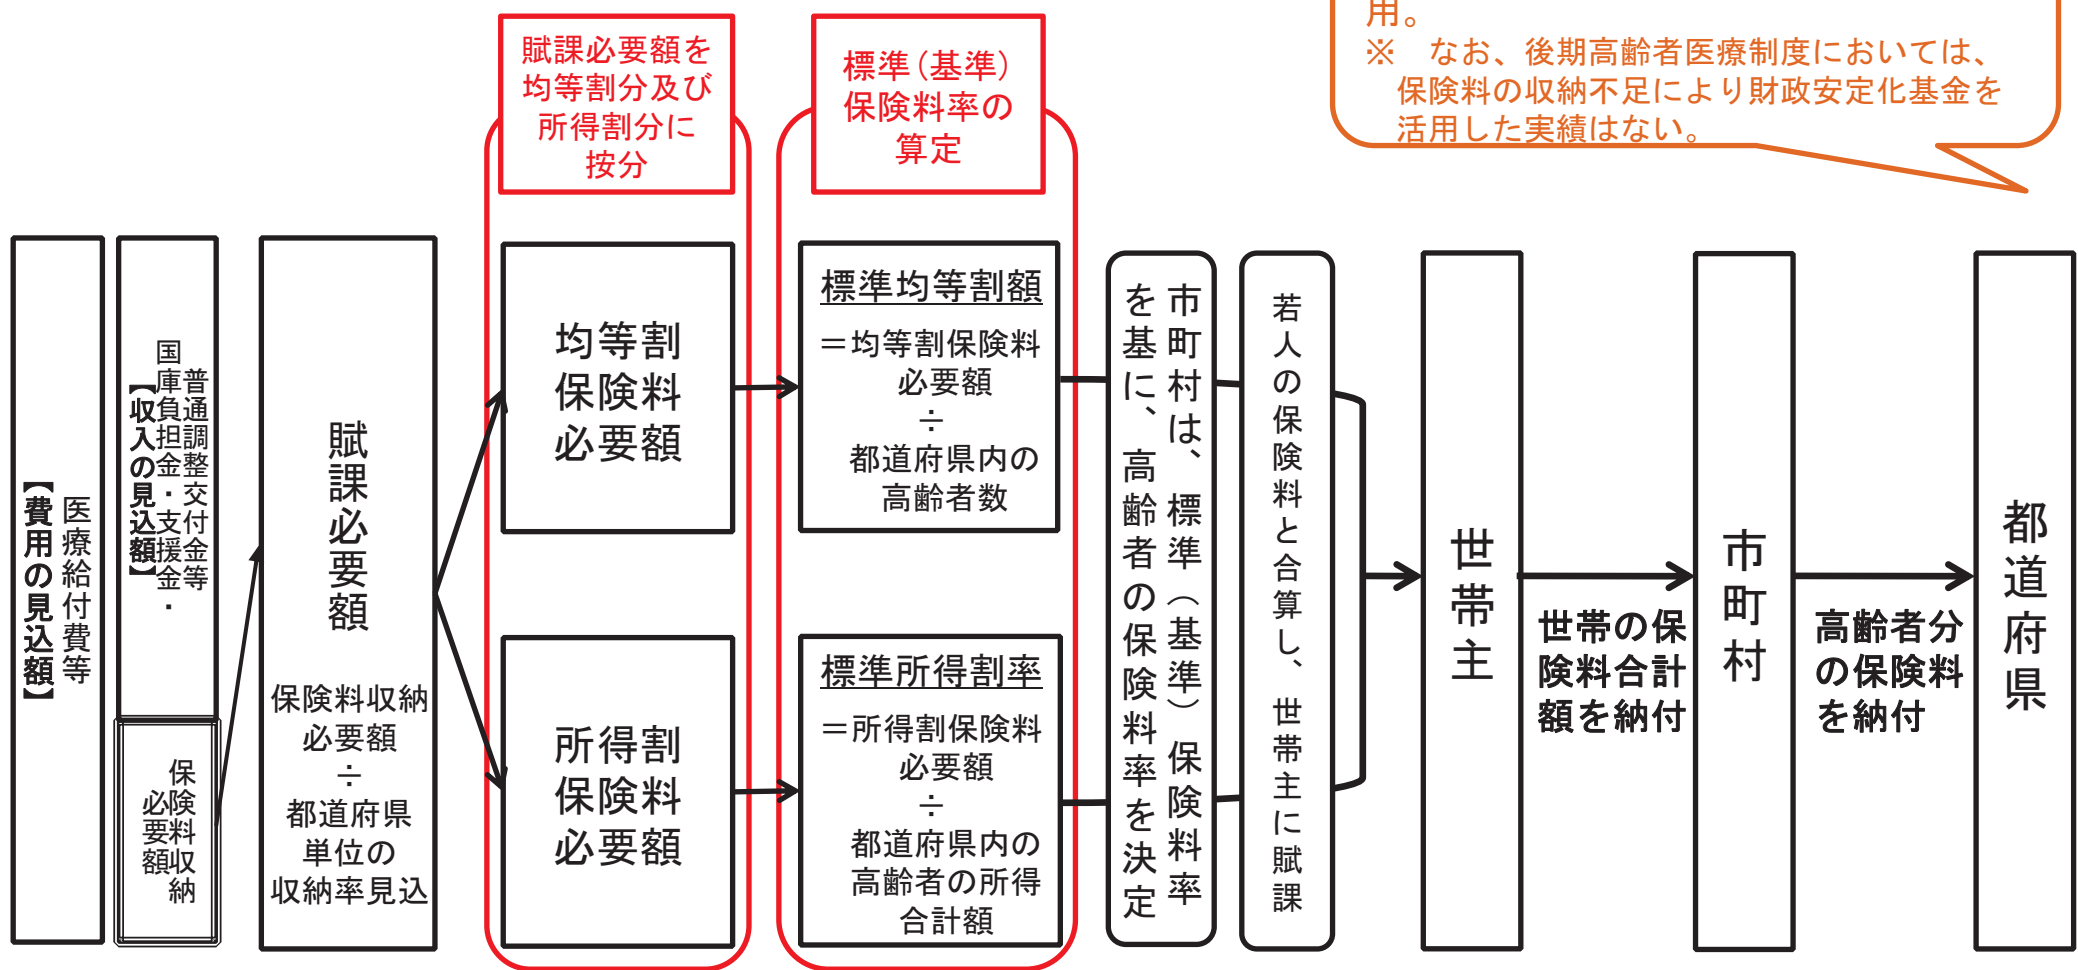 用。
※　なお、後期高齢者医療制度においては、
保険料の収納不足により財政安定化基金を
活用した実績はない。
賦課必要額を
均等割分及び
所得割分に
按分
標準（基準）
保険料率の
算定
【費用の見込額】
医療給付費等
【収入の見込額】
国庫負担金・支援金・
普通調整交付金等
保険料収納
必要額
賦課必要額
保険料収納
必要額
÷
都道府県
単位の
収納率見込
均等割
保険料
必要額
所得割
保険料
必要額
標準均等割額
＝均等割保険料
必要額
÷
都道府県内の
高齢者数
標準所得割率
＝所得割保険料
必要額
÷
都道府県内の
高齢者の所得
合計額
市町村は、標準（基準）保険料率
を基に、高齢者の保険料率を決定
若人の保険料と合算し、世帯主に賦課
世帯主
世帯の保
険料合計
額を納付
市町村
高齢者分
の保険料
を納付
都道府県